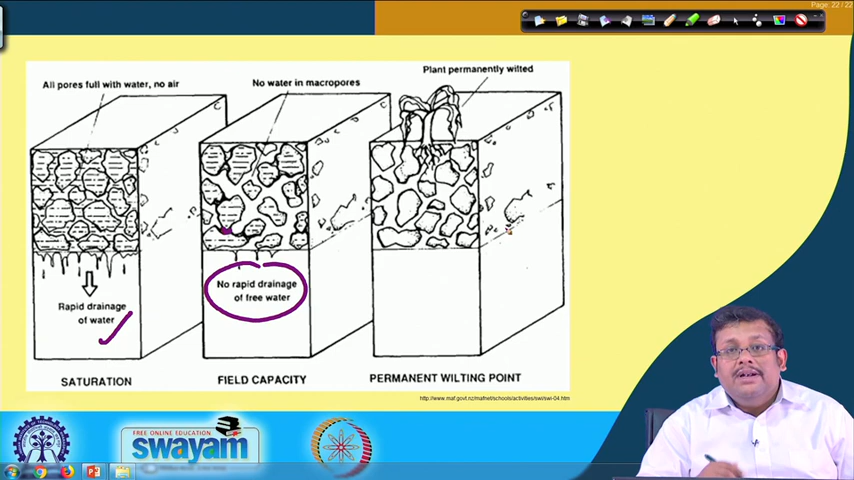 Page: 22 / 22
All pores full with water, no air
No water in macropores
Plant permanently wilted
Rapid drainage
of water
No rapid drainage
of free water
SATURATION
FIELD CAPACITY
PERMANENT WILTING POINT
http://www.maf.govt.nz/mafnet/schools/activities/swi/swi-04.htm
FREE ONLINE EDUCATION
swayam